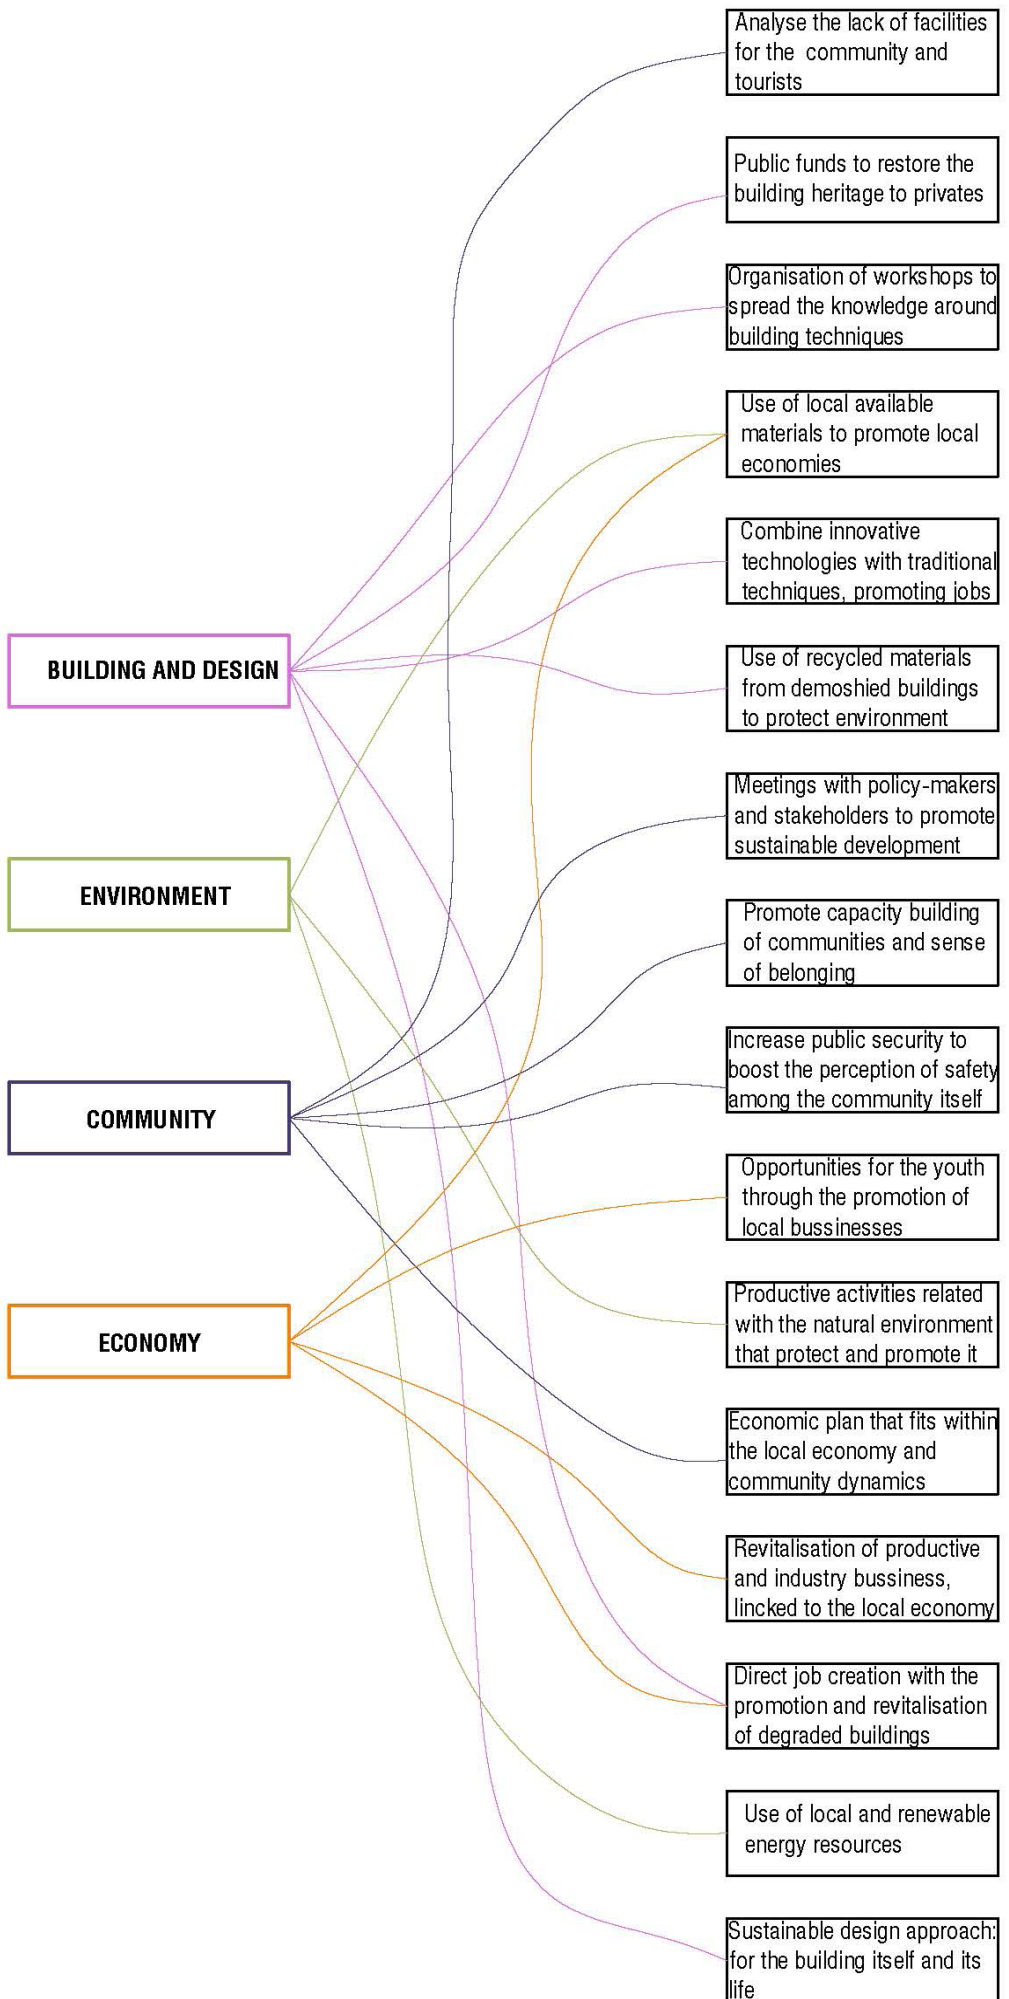 BUILDING AND DESIGN
ENVIRONMENT
COMMUNITY
ECONOMY
Analyse the lack of facilities
for the community and
tourists
Public funds to restore the
building heritage to privates
Organisation of workshops to
spread the knowledge around
building techniques
Use of local available
materials to promote local
economies
Combine innovative
technologies with traditional
techniques, promoting jobs
Use of recycled materials
from demoshied buildings
to protect environment
Meetings with policy-makers
and stakeholders to promote
sustainable development
Promote capacity building
of communities and sense
of belonging
Increase public security to
boost the perception of safety
among the community itself
Opportunities for the youth
through the promotion of
local bussinesses
Productive activities related
with the natural environment
that protect and promote it
Economic plan that fits within
the local economy and
community dynamics
Revitalisation of productive
and industry bussiness,
lincked to the local economy
Direct job creation with the
promotion and revitalisation
of degraded buildings
Use of local and renewable
energy resources
Sustainable design approach:
for the building itself and its
life